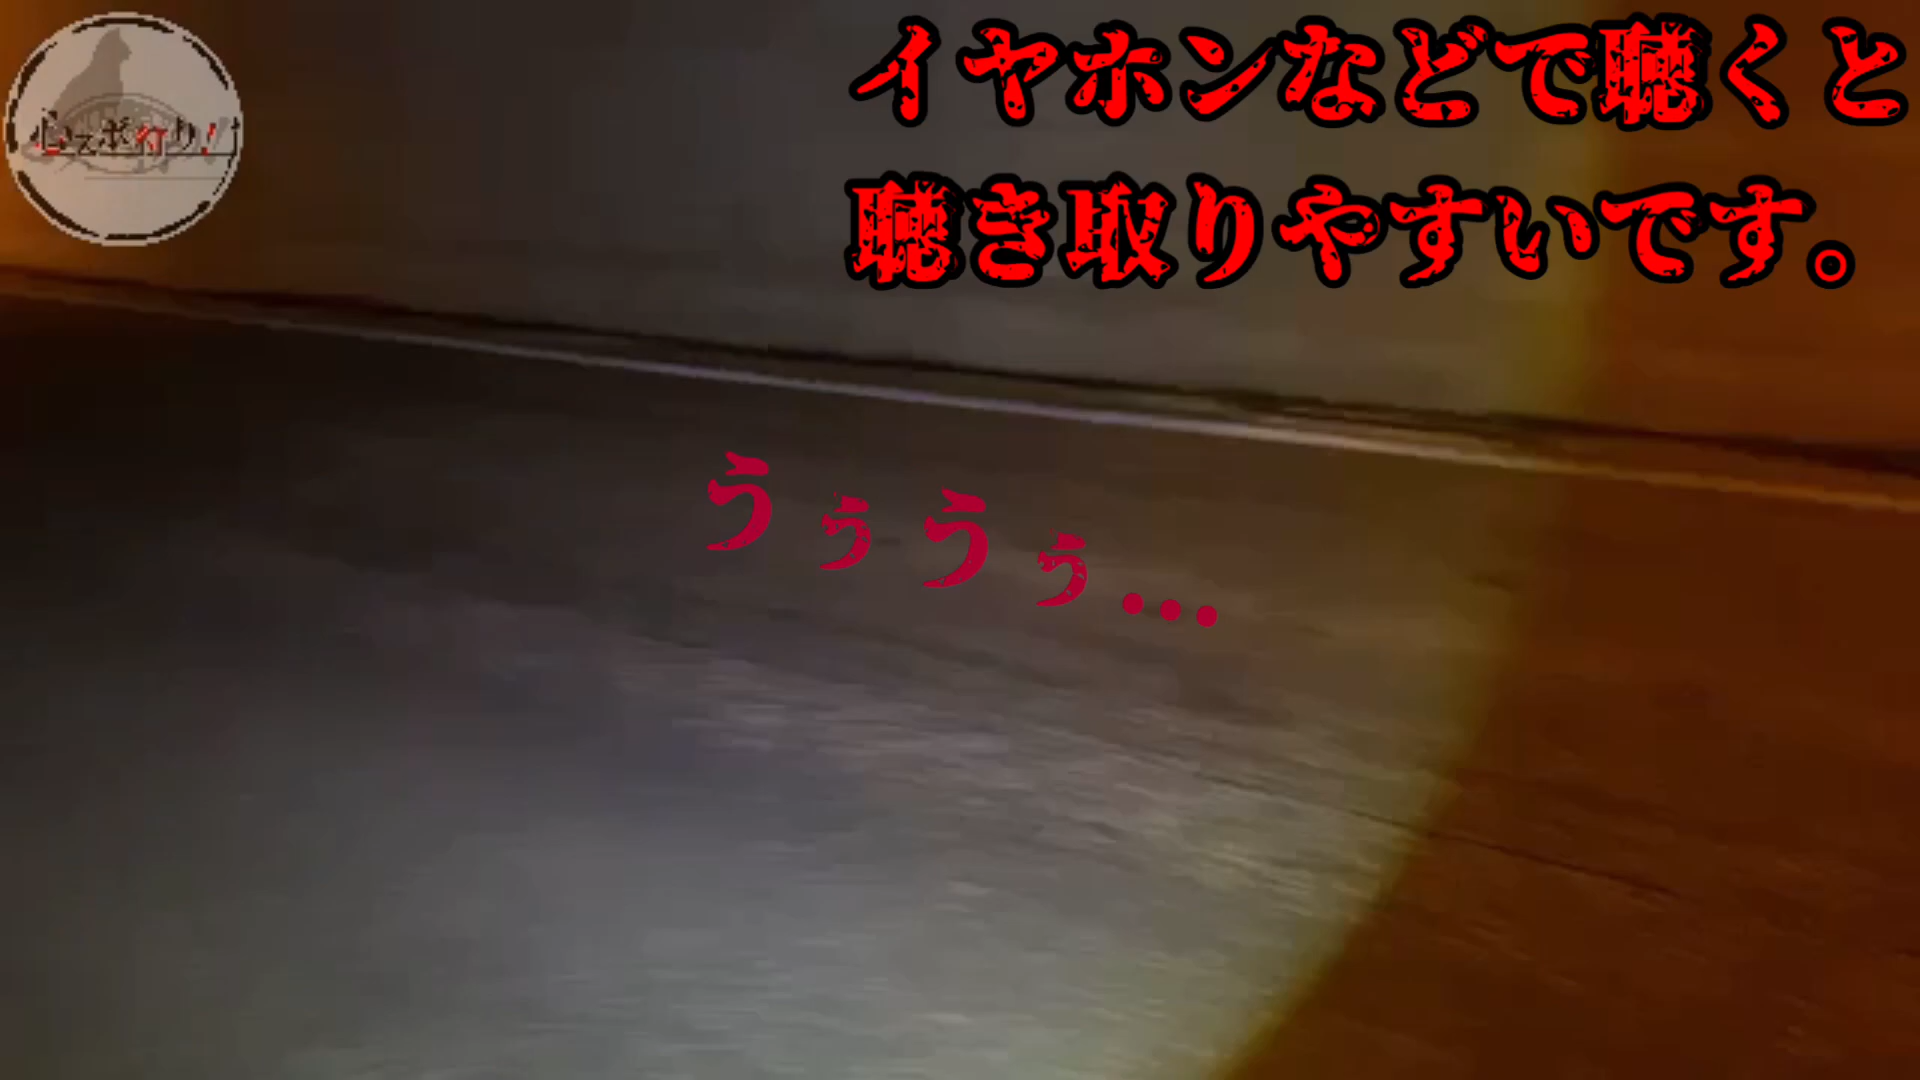 心スポ行り!
イヤホンなどで聴くと
聴き取りやすいです。
うぅうぅ...